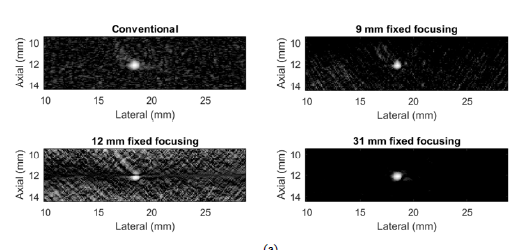 Conventional
Axial (mm)
10
12
14
10 15 20 25
Lateral (mm)
9 mm fixed focusing
Axial (mm)
10
12
14
10 15 20 25
Lateral (mm)
12 mm fixed focusing
Axial (mm)
10
12
14
10 15 20 25
Lateral (mm)
31 mm fixed focusing
Axial (mm)
10
12
14
10 15 20 25
Lateral (mm)
(a)